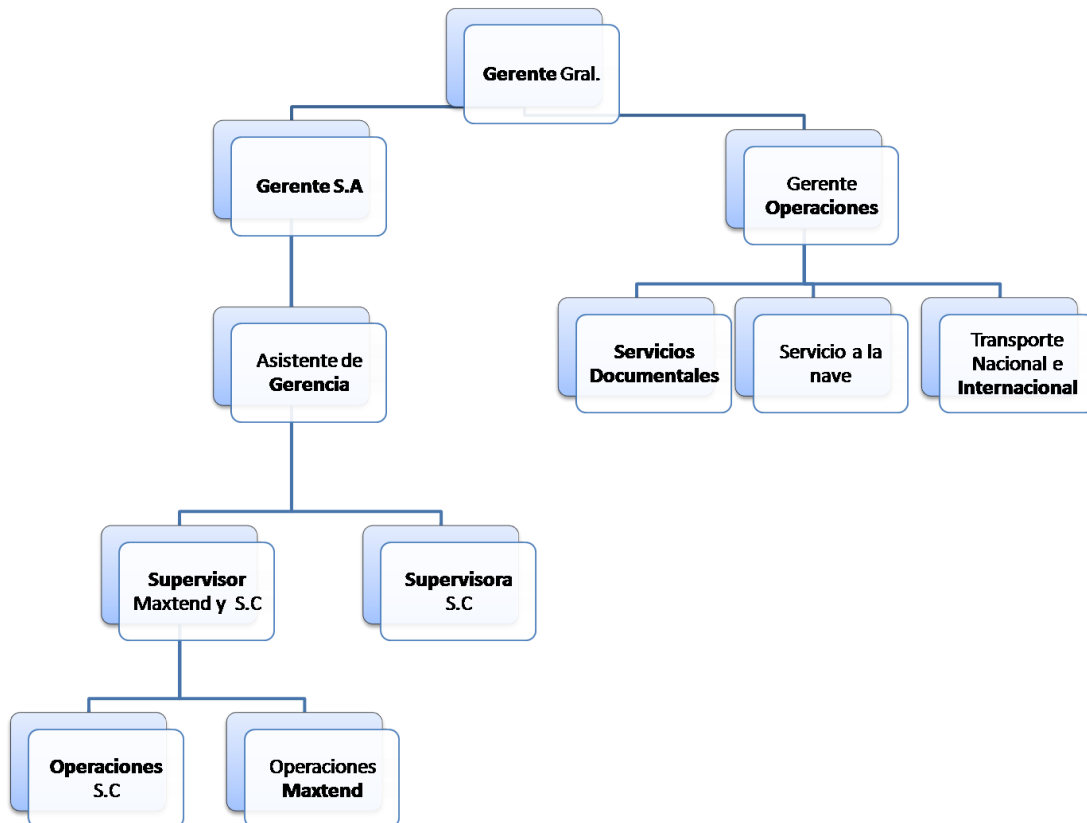 Gerente Gral.
Gerente S.A
Gerente
Operaciones
Asistente de
Gerencia
Servicios
Documentales
Servicio a la
nave
Transporte
Nacional e
Internacional
Supervisor
Maxtend y S.C
Supervisora
S.C
Operaciones
S.C
Operaciones
Maxtend